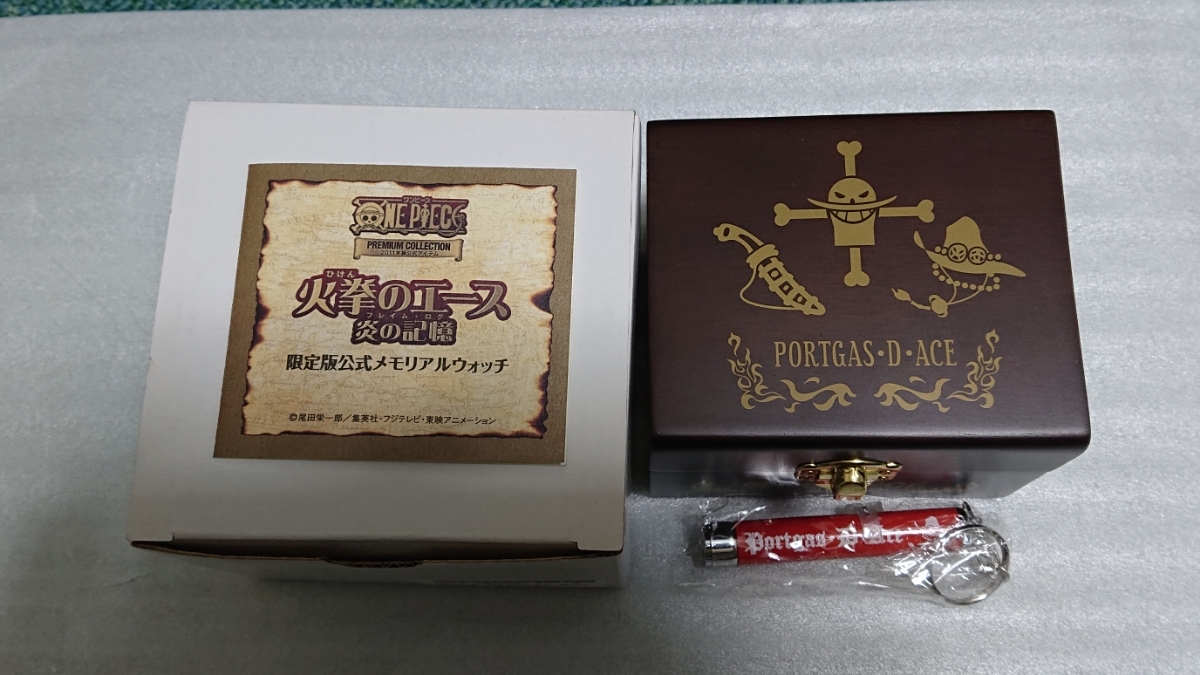 ワンピース
ONE PIECE
PREMIUM COLLECTION
ひけん
火拳のエース
フレイム・ログ
炎の記憶
限定版公式メモリアルウォッチ
©尾田栄一郎/集英社・フジテレビ・東映アニメーション
PORTGAS・D・ACE
Portgas D Ace